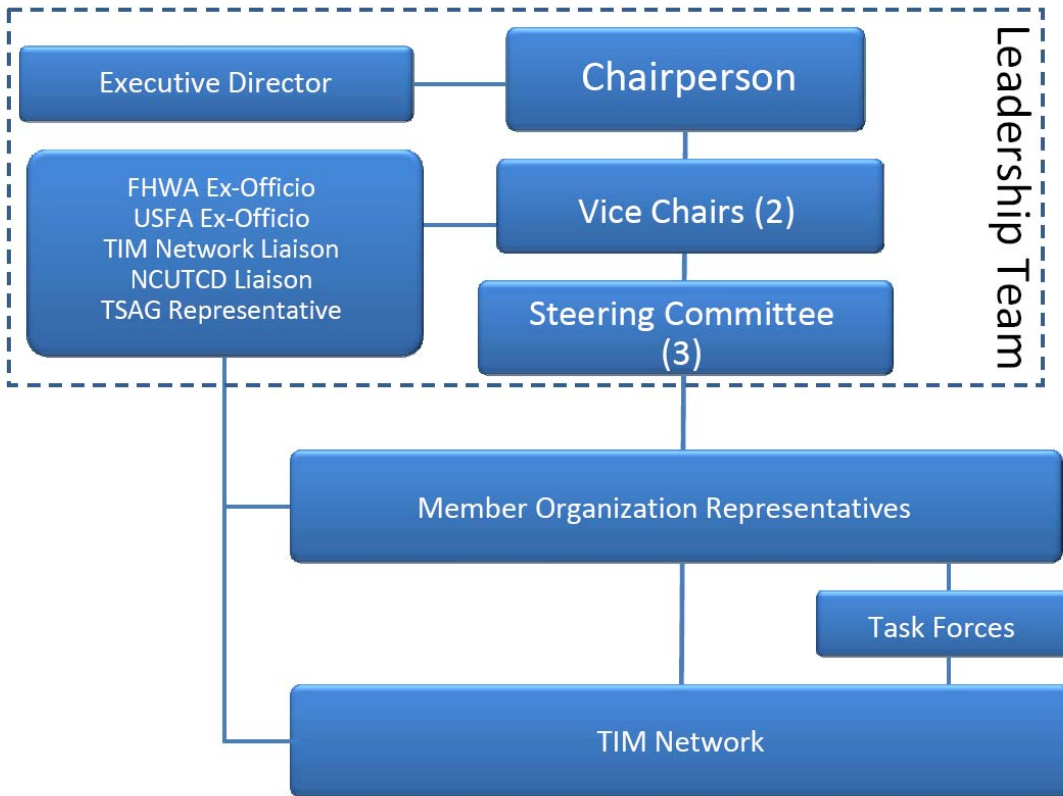 Leadership Team
Executive Director
Chairperson
FHWA Ex-Officio
USFA Ex-Officio
TIM Network Liaison
NCUTCD Liaison
TSAG Representative
Vice Chairs (2)
Steering Committee
(3)
Member Organization Representatives
Task Forces
TIM Network